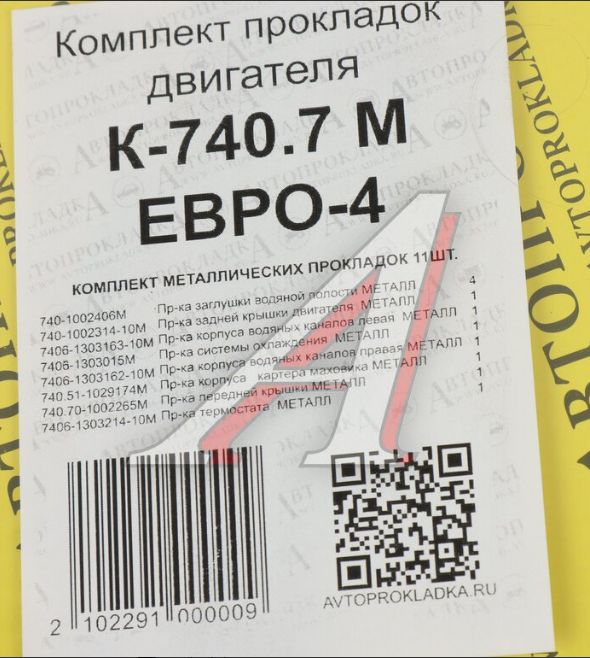 Комплект прокладок
двигателя
К-740.7 М
ЕВРО-4
КОМПЛЕКТ МЕТАЛЛИЧЕСКИХ ПРОКЛАДОК 11ШТ.
740-1002406М Пр-ка заглушки водяной полости МЕТАЛЛ 4
740-1002314-10М Пр-ка задней крышки двигателя МЕТАЛЛ 1
7406-1303163-10М Пр-ка корпуса водяных каналов левая МЕТАЛЛ 1
7406-1303015М Пр-ка системы охлаждения МЕТАЛЛ 1
7406-1303162-10М Пр-ка корпуса водяных каналов правая МЕТАЛЛ 1
740.51-1029174М Пр-ка корпуса картера маховика МЕТАЛЛ 1
740.70-1002265М Пр-ка передней крышки МЕТАЛЛ 1
7406-1303214-10М Пр-ка термостата МЕТАЛЛ 1
2 102291 000009
AVTOPROKLADKA.RU